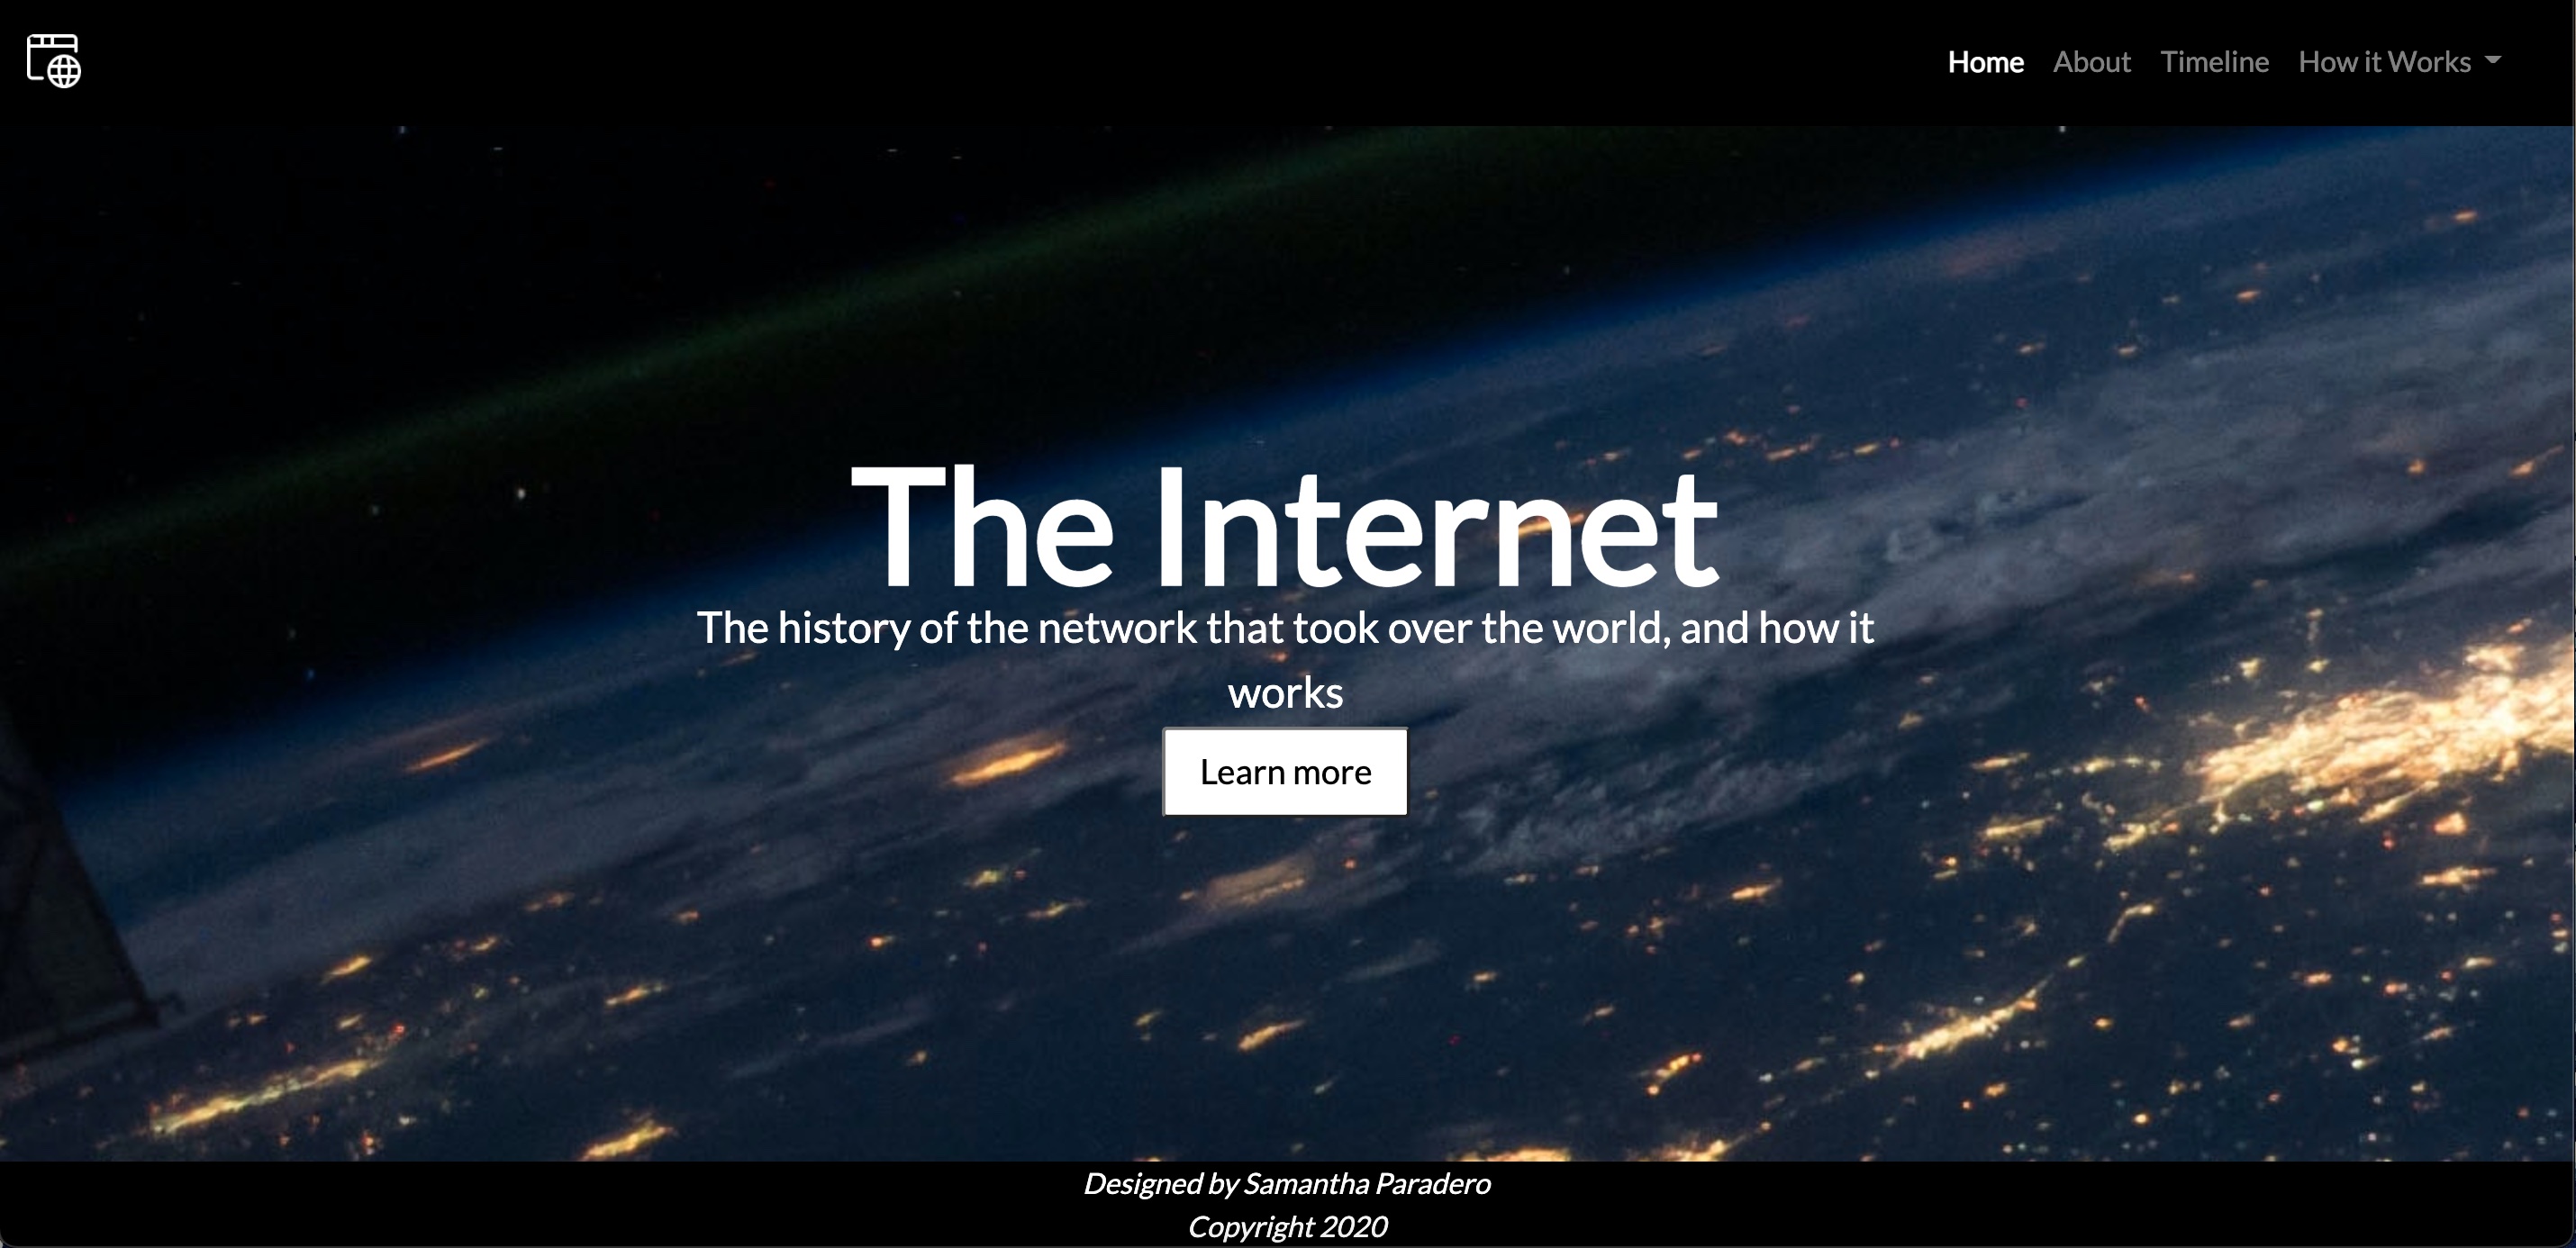 Home About Timeline How it Works
The Internet
The history of the network that took over the world, and how it
works
Learn more
Designed by Samantha Paradero
Copyright 2020